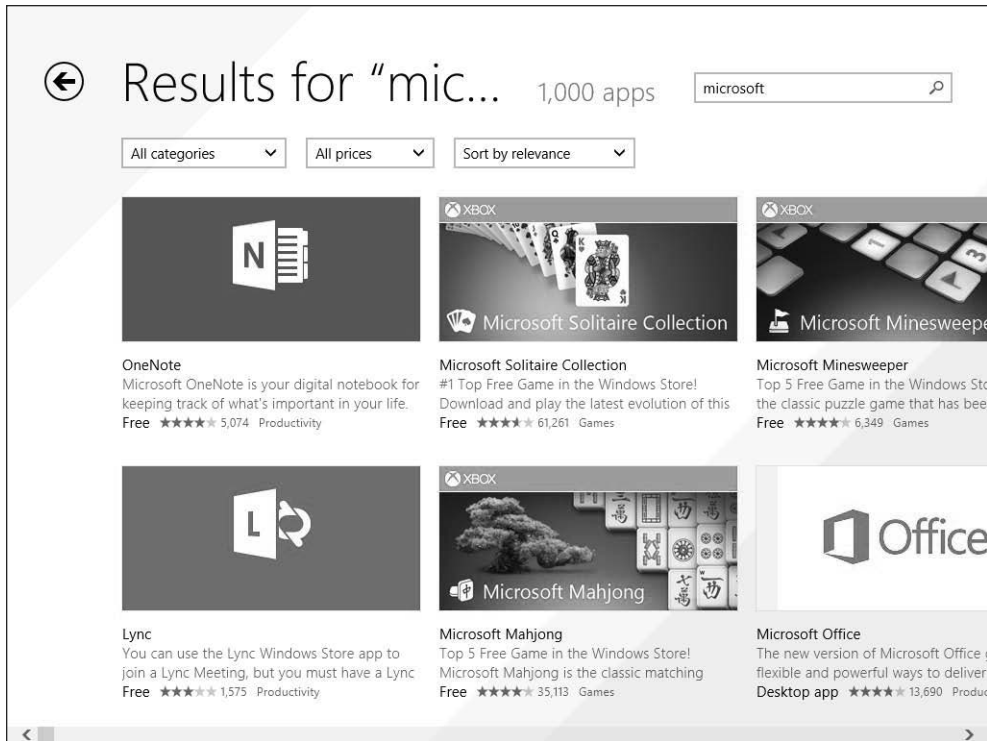 Results for “mic...
1,000 apps
microsoft
All categories
All prices
Sort by relevance
N
OneNote
Microsoft OneNote is your digital notebook for
keeping track of what's important in your life.
Free 5,074 Productivity
XBOX
K
Microsoft Solitaire Collection
Microsoft Solitaire Collection
#1 Top Free Game in the Windows Store!
Download and play the latest evolution of this
Free 61,261 Games
XBOX
1
3
Microsoft Minesweepe
Microsoft Minesweeper
Top 5 Free Game in the Windows Sto
the classic puzzle game that has bee
Free 6,349 Games
L
Lync
You can use the Lync Windows Store app to
join a Lync Meeting, but you must have a Lync
Free 1,575 Productivity
XBOX
Microsoft Mahjong
Microsoft Mahjong
Top 5 Free Game in the Windows Store!
Microsoft Mahjong is the classic matching
Free 35,113 Games
Office
Microsoft Office
The new version of Microsoft Office
flexible and powerful ways to deliver
Desktop app 13,690 Produc